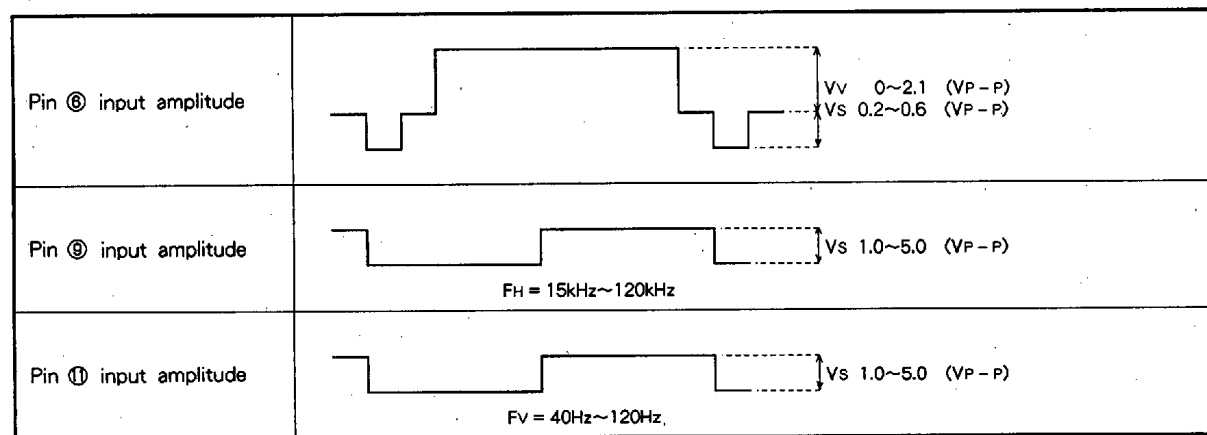 Pin ⑥ input amplitude
VV 0~2.1 (VP-P)
VS 0.2~0.6 (VP-P)
Pin ⑨ input amplitude
VS 1.0~5.0 (VP-P)
FH = 15kHz~120kHz
Pin ⑪ input amplitude
VS 1.0~5.0 (VP-P)
FV = 40Hz~120Hz